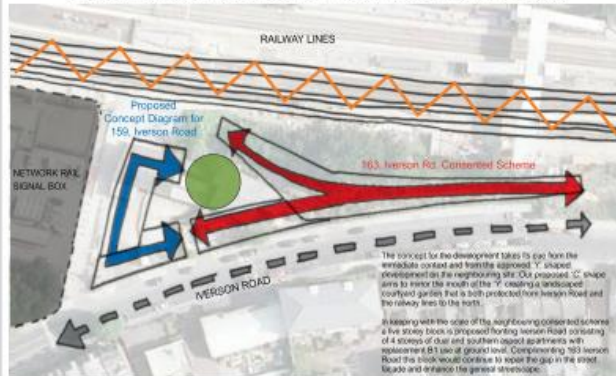 RAILWAY LINES
Proposed
Concept Diagram for
159, Iverson Road
163, Iverson Rd. Consented Scheme
NETWORK RAIL
SIGNAL BOX
IVERSON ROAD
The concept for the development takes its cue from the
immediate context and from the approved 'Y' shaped
development on the neighbouring site. Our proposed 'C' shape
aims to mirror the mouth of the 'Y' creating a landscaped
courtyard garden that is both protected from Iverson Road and
the railway lines to the north.
In keeping with the scale of the neighbouring consented scheme
a five storey block is proposed fronting Iverson Road consisting
of 4 storeys of dual and southern aspect apartments with
replacement B1 use at ground level. Complimenting 163 Iverson
Road this block would continue to repair the gap in the street
facade and enhance the general streetscape.